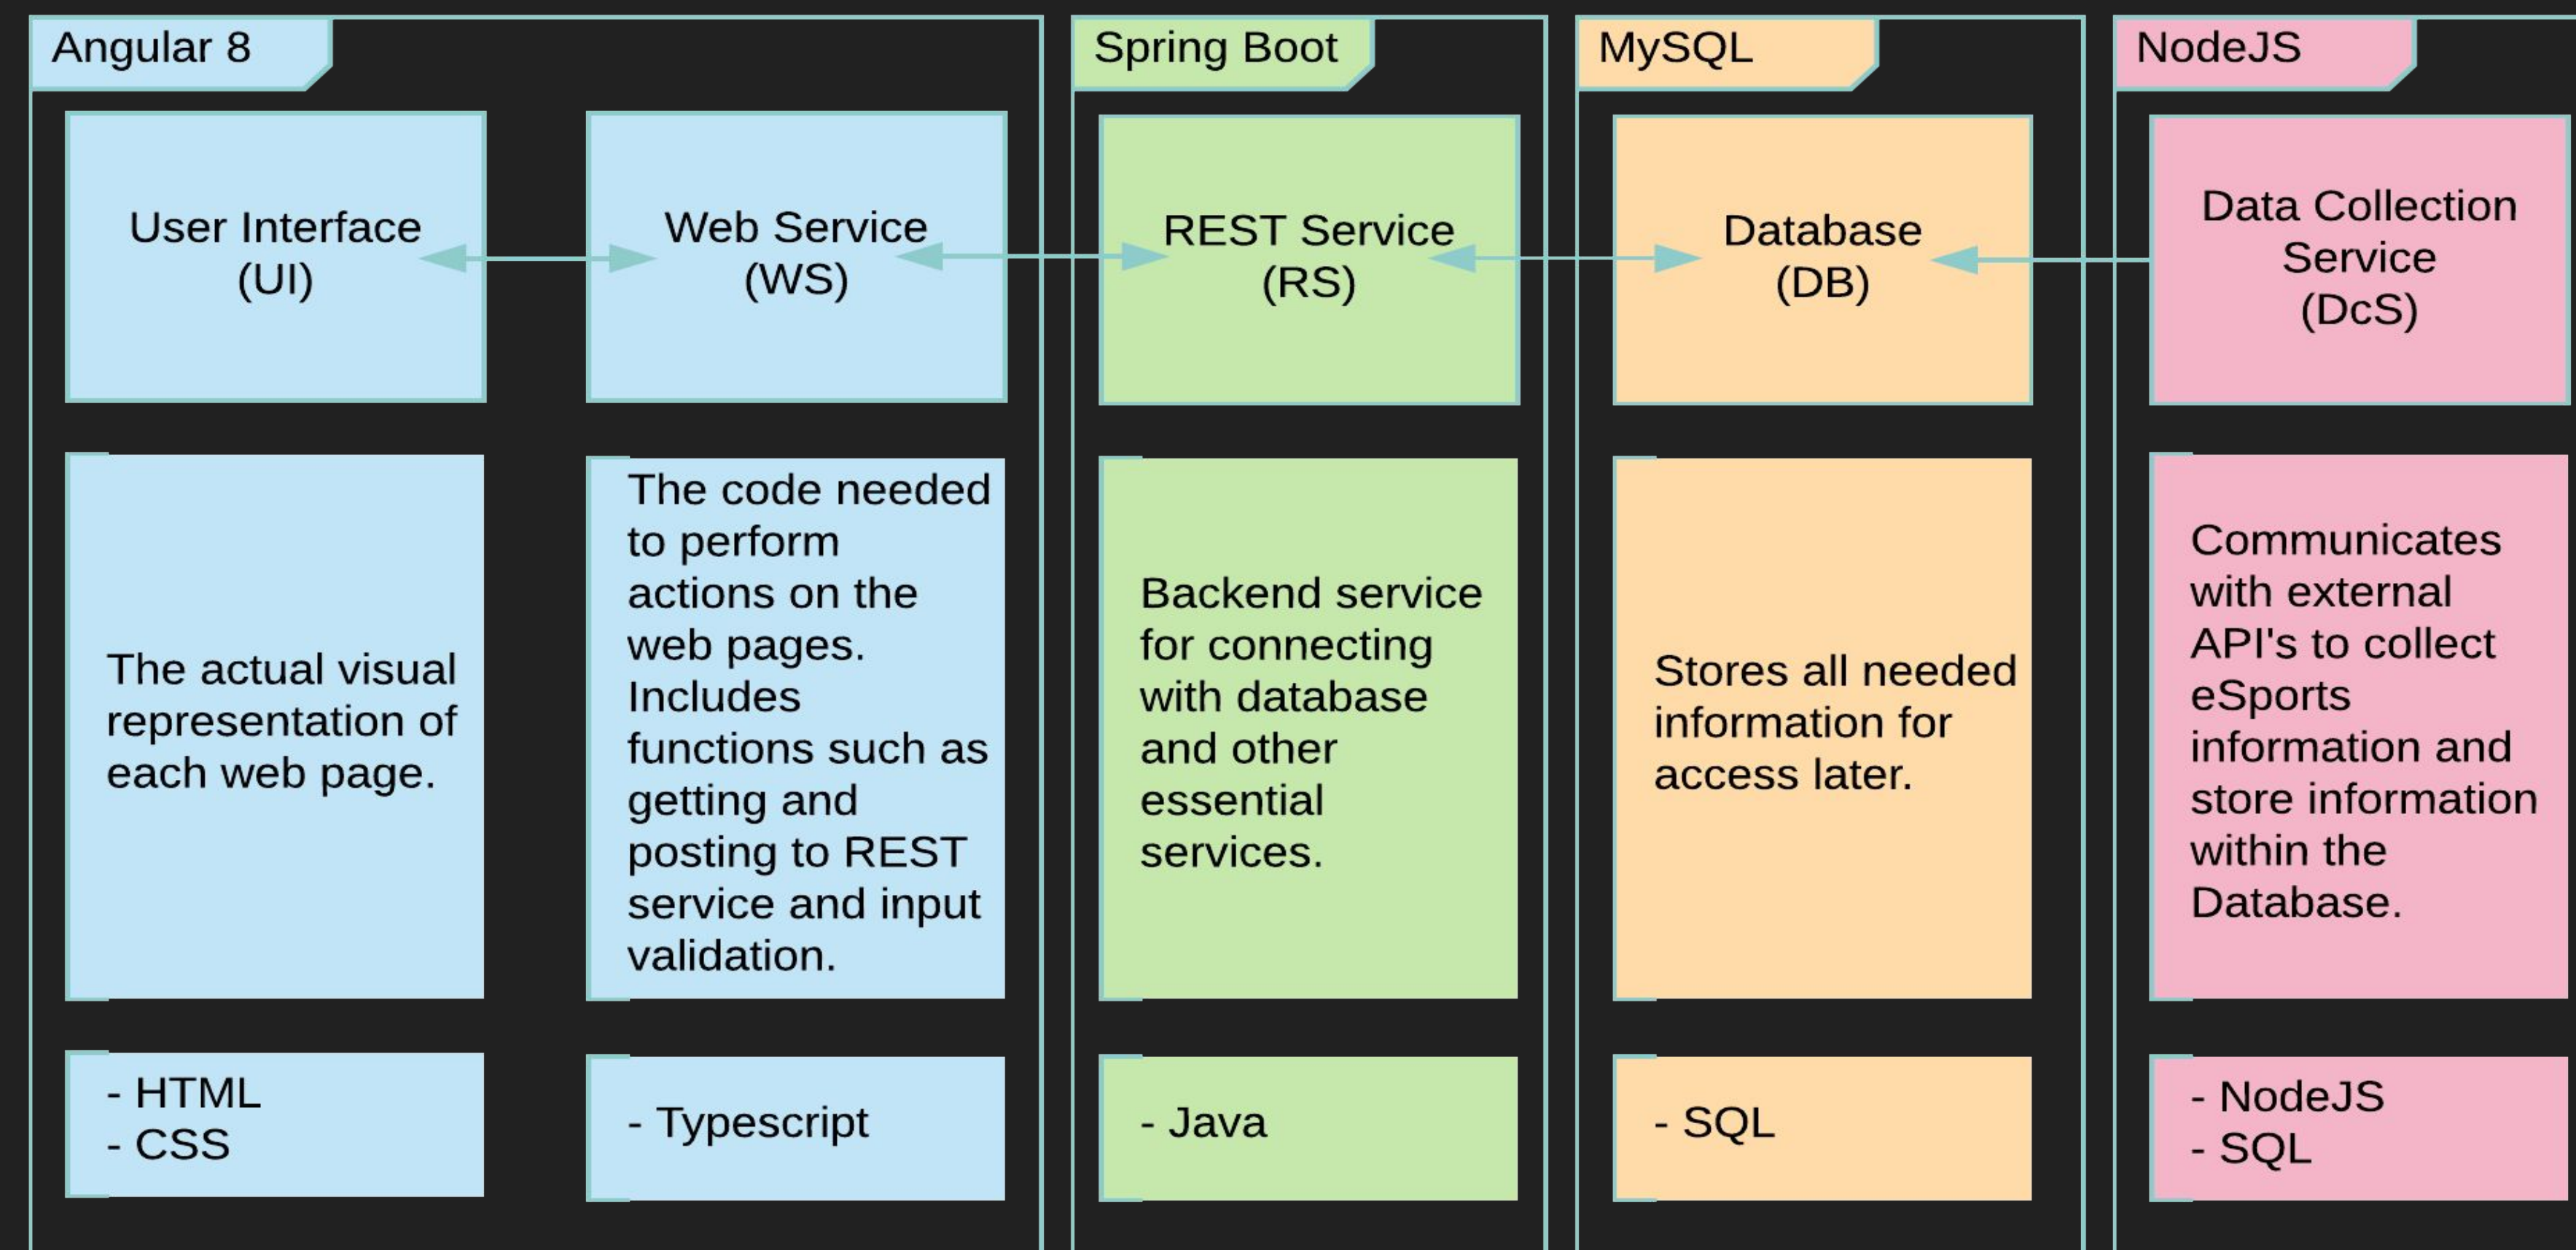 Angular 8
Spring Boot
MySQL
NodeJS
User Interface
(UI)
Web Service
(WS)
REST Service
(RS)
Database
(DB)
Data Collection
Service
(DcS)
The actual visual
representation of
each web page.
The code needed
to perform
actions on the
web pages.
Includes
functions such as
getting and
posting to REST
service and input
validation.
Backend service
for connecting
with database
and other
essential
services.
Stores all needed
information for
access later.
Communicates
with external
API's to collect
eSports
information and
store information
within the
Database.
- HTML
- CSS
- Typescript
- Java
- SQL
- NodeJS
- SQL